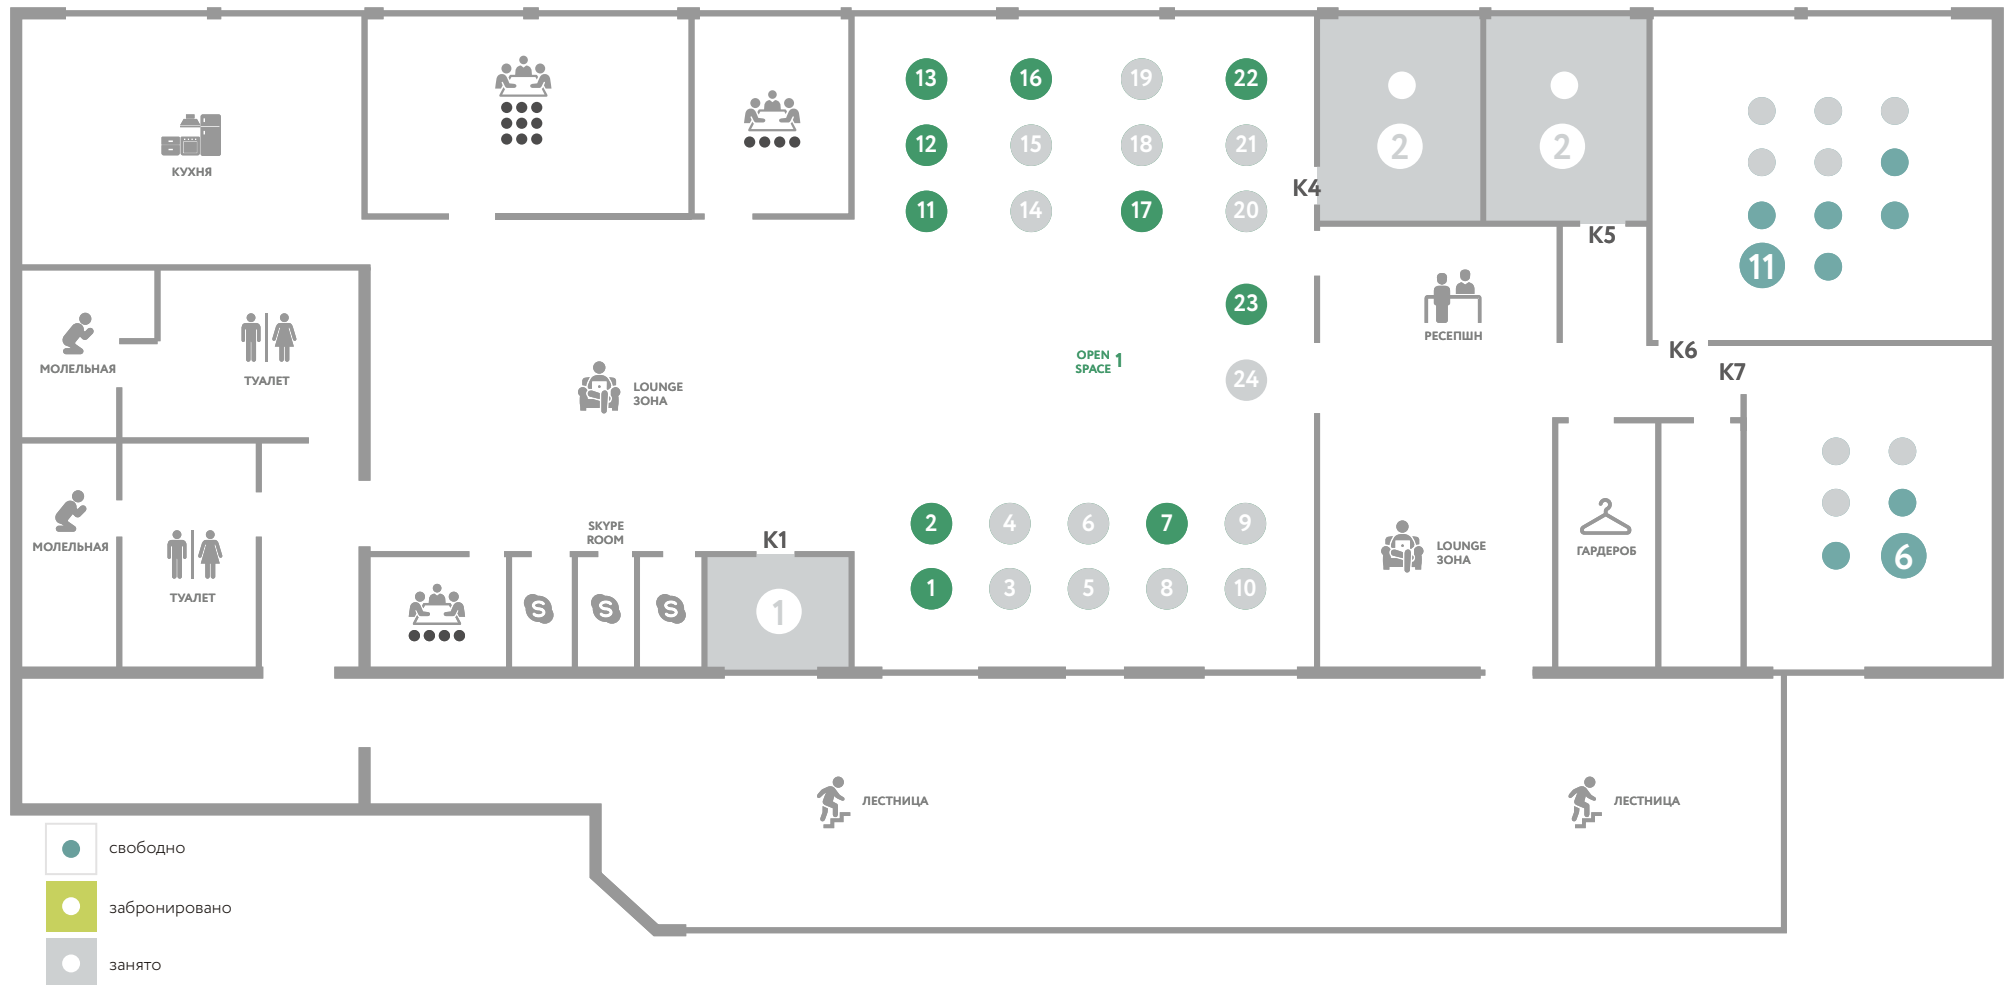 13
16
19
22
2
2
КУХНЯ
12
15
18
21
K4
11
14
17
20
K5
11
23
РЕСЕПШН
K6
МОЛЕЛЬНАЯ
ТУАЛЕТ
OPEN
SPACE 1
24
K7
LOUNGE
ЗОНА
2
4
6
7
9
SKYPE
ROOM
K1
МОЛЕЛЬНАЯ
LOUNGE
ЗОНА
ГАРДЕРОБ
6
ТУАЛЕТ
S
S
S
1
1
3
5
8
10
ЛЕСТНИЦА
ЛЕСТНИЦА
свободно
забронировано
занято